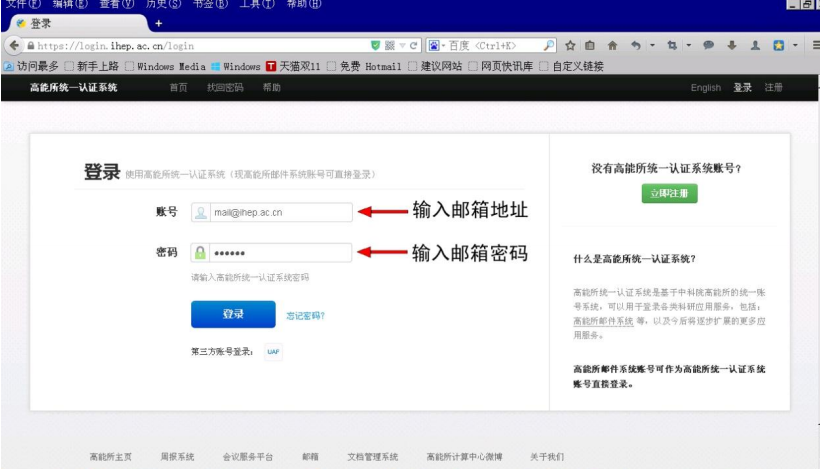 文件(F) 编辑(E) 查看(V) 历史(S) 书签(B) 工具(T) 帮助(H)
登录 +
https://login.ihep.ac.cn/login 百度 <Ctrl+K>
访问最多 新手上路 Windows Media Windows 天猫双11 免费 Hotmail 建议网站 网页快讯库 自定义链接
高能所统一认证系统 首页 找回密码 帮助 English 登录 注册
登录 使用高能所统一认证系统（现高能所邮件系统账号可直接登录）
账号 mail@ihep.ac.cn 输入邮箱地址
密码 •••••• 输入邮箱密码
请输入高能所统一认证系统密码
登录 忘记密码?
第三方账号登录: UAF
没有高能所统一认证系统账号?
立即注册
什么是高能所统一认证系统?
高能所统一认证系统是基于中科院高能所的统一账
号系统，可以用于登录各类科研应用服务，包括:
高能所邮件系统 等，以及今后将逐步扩展的更多应
用服务。
高能所邮件系统账号可作为高能所统一认证系统
账号直接登录。
高能所主页 周报系统 会议服务平台 邮箱 文档管理系统 高能所计算中心微博 关于我们